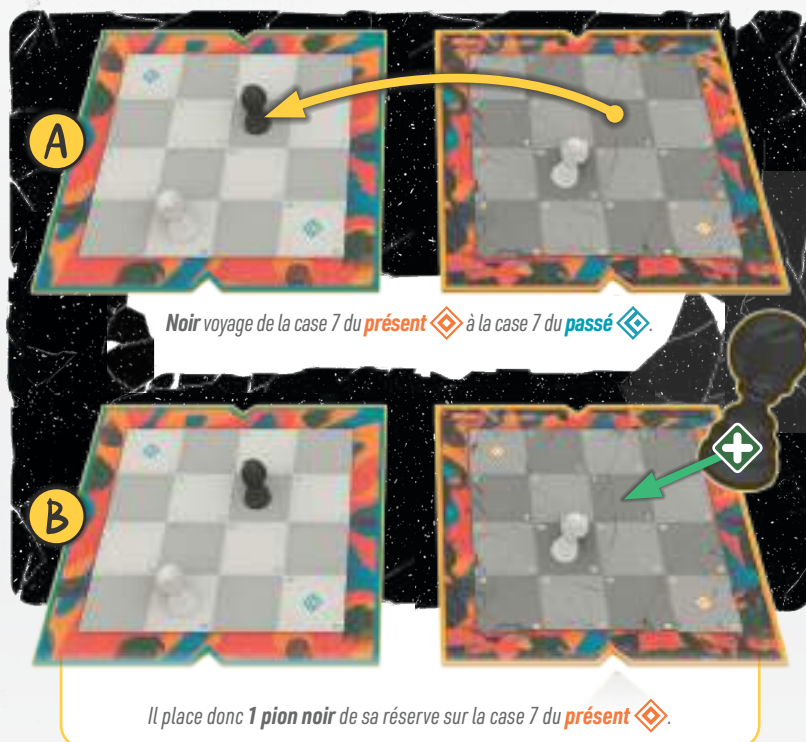 A
Noir voyage de la case 7 du présent à la case 7 du passé .
B
Il place donc 1 pion noir de sa réserve sur la case 7 du présent .